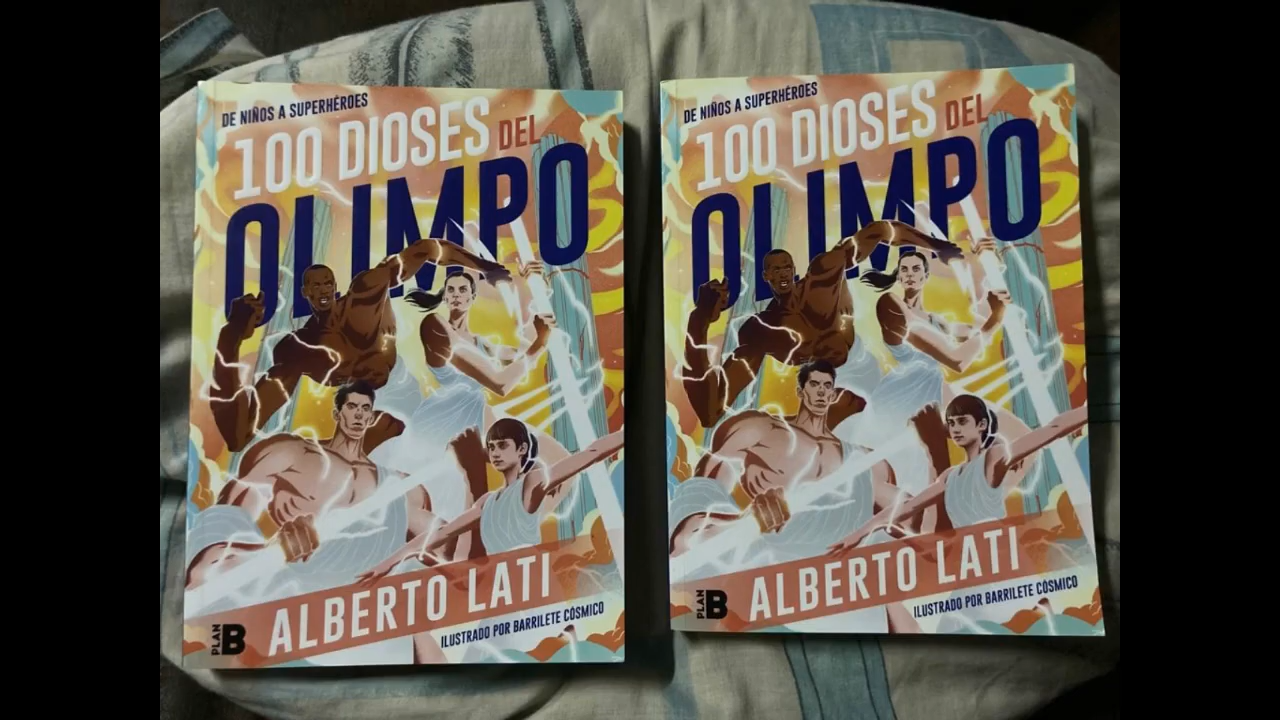 DE NIÑOS A SUPERHÉROES
100 DIOSES DEL
OLIMPO
ALBERTO LATI
ILUSTRADO POR BARRILETE CÓSMICO
PLAN B
DE NIÑOS A SUPERHÉROES
100 DIOSES DEL
OLIMPO
ALBERTO LATI
ILUSTRADO POR BARRILETE CÓSMICO
PLAN B